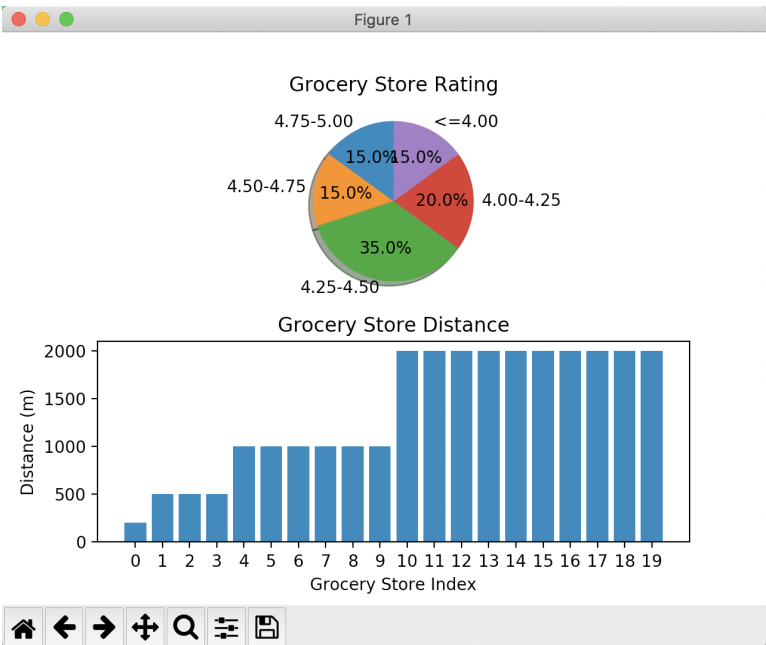 Figure 1
Grocery Store Rating
4.75-5.00
<=4.00
15.0%
15.0%
4.50-4.75
15.0%
20.0%
4.00-4.25
35.0%
4.25-4.50
Grocery Store Distance
2000
1500
1000
500
0
Distance (m)
0 1 2 3 4 5 6 7 8 9 10 11 12 13 14 15 16 17 18 19
Grocery Store Index